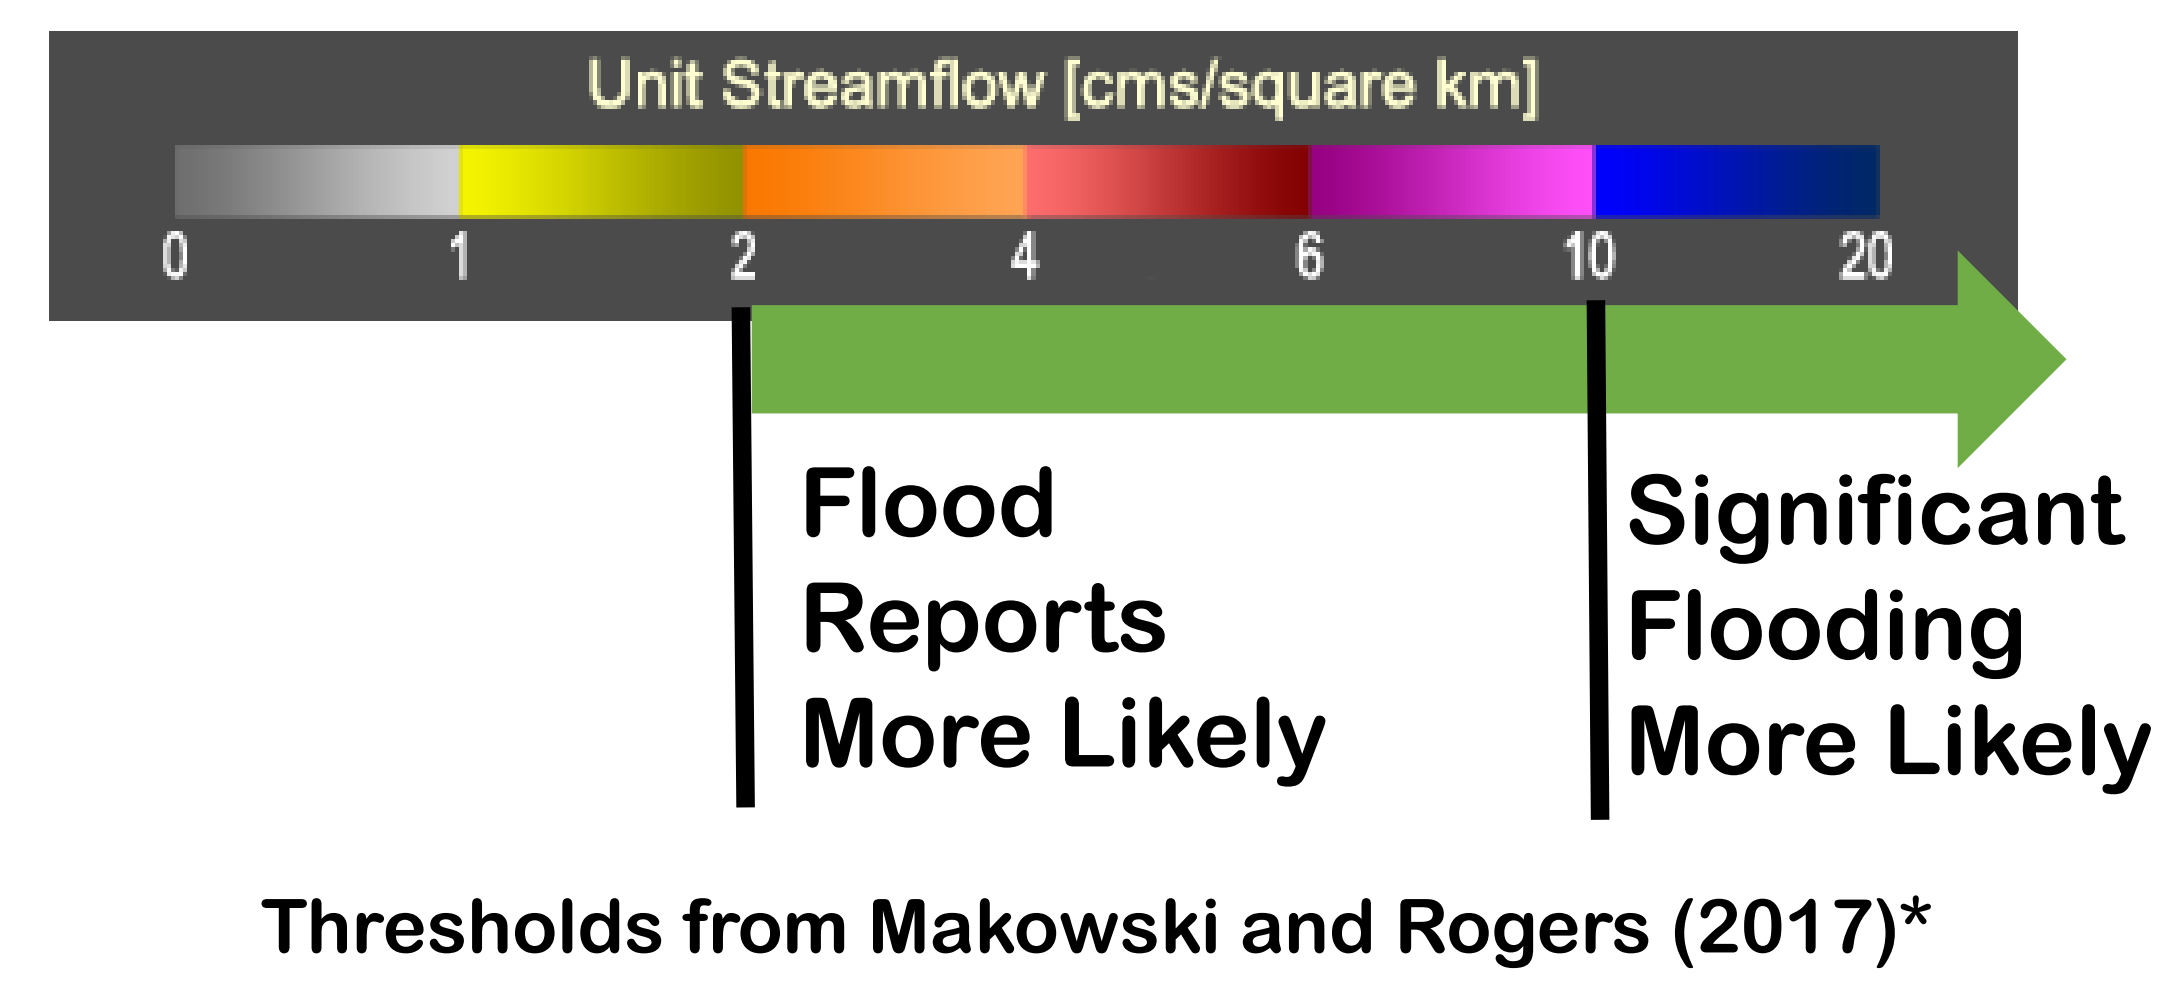 Unit Streamflow [cms/square km]
0 1 2 4 6 10 20
Flood
Reports
More Likely
Significant
Flooding
More Likely
Thresholds from Makowski and Rogers (2017)*